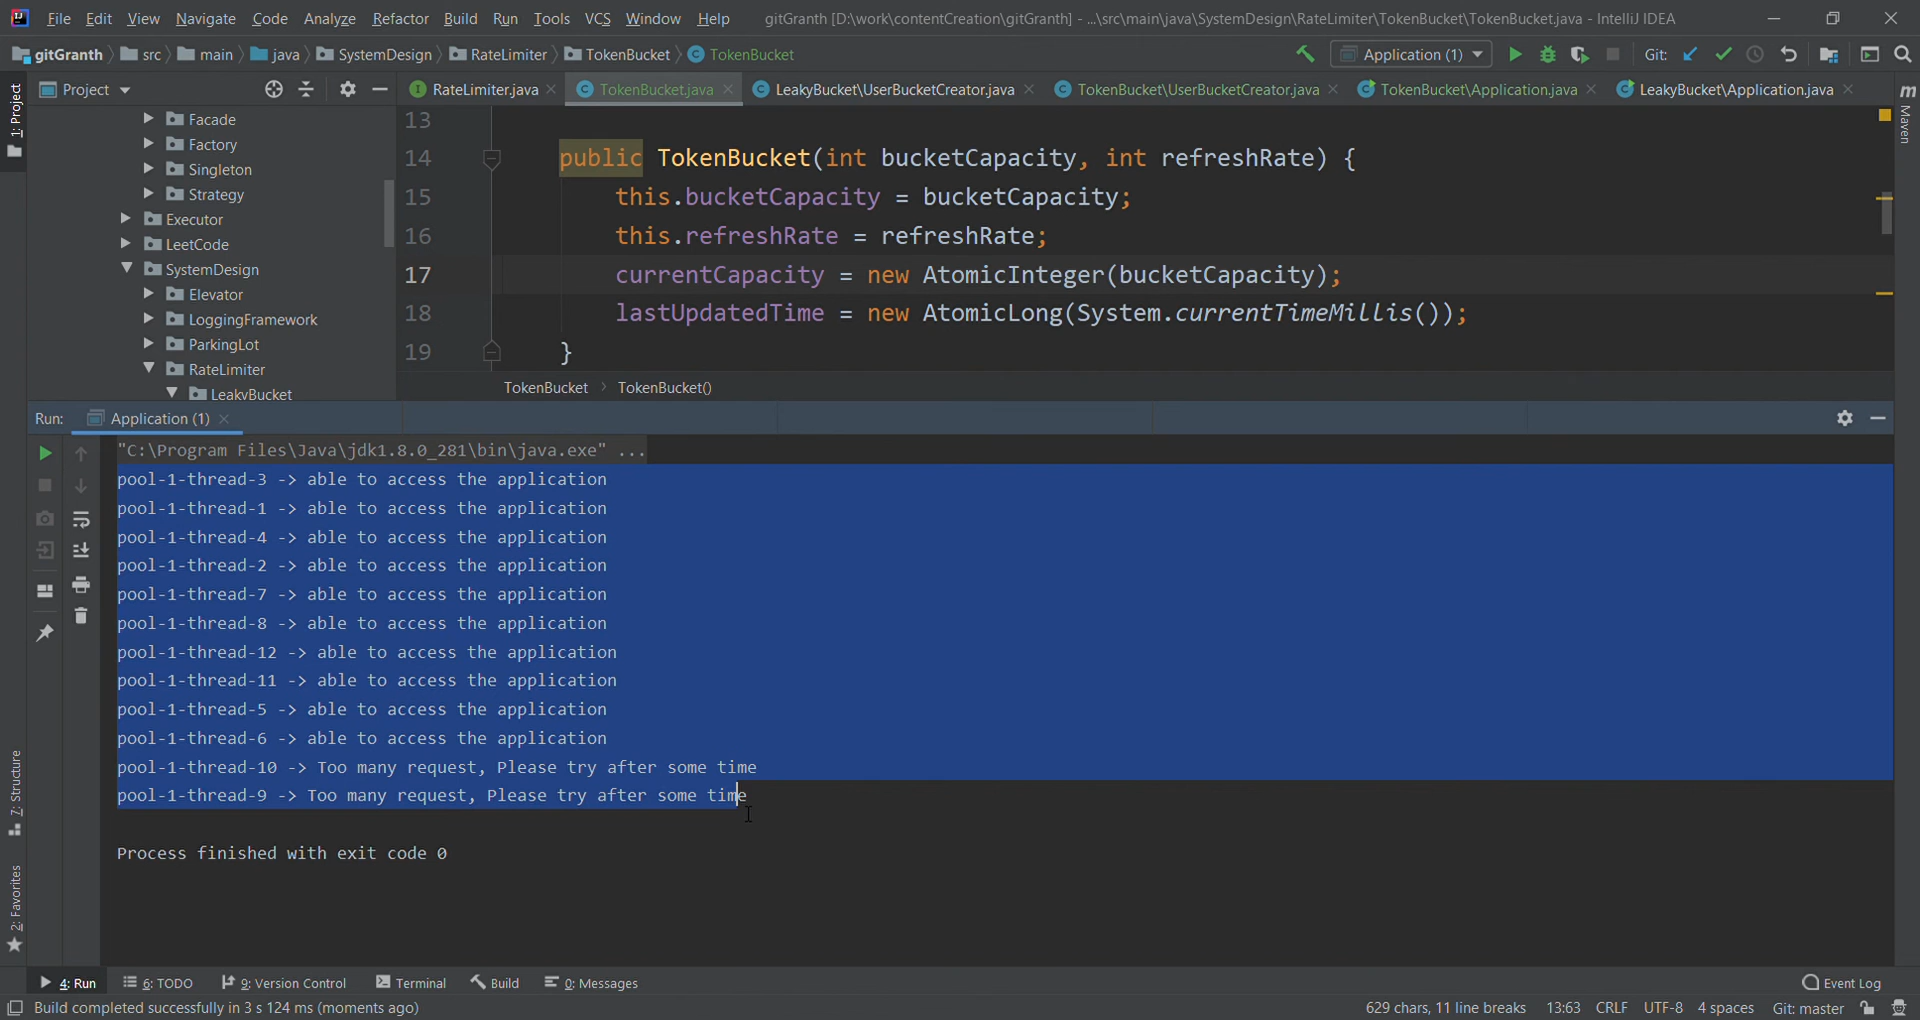 File Edit View Navigate Code Analyze Refactor Build Run Tools VCS Window Help gitGranth [D:\work\contentCreation\gitGranth] - ...\src\main\java\SystemDesign\RateLimiter\TokenBucket\TokenBucket.java - IntelliJ IDEA
gitGranth src main java SystemDesign RateLimiter TokenBucket TokenBucket Application (1) Git:
Project RateLimiter.java TokenBucket.java LeakyBucket\UserBucketCreator.java TokenBucket\UserBucketCreator.java TokenBucket\Application.java LeakyBucket\Application.java
1: Project
Maven
Facade
Factory
Singleton
Strategy
Executor
LeetCode
SystemDesign
Elevator
LoggingFramework
ParkingLot
RateLimiter
LeakyBucket
13
14 public TokenBucket(int bucketCapacity, int refreshRate) {
15 this.bucketCapacity = bucketCapacity;
16 this.refreshRate = refreshRate;
17 currentCapacity = new AtomicInteger(bucketCapacity);
18 lastUpdatedTime = new AtomicLong(System.currentTimeMillis());
19 }
TokenBucket > TokenBucket()
Run: Application (1)
"C:\Program Files\Java\jdk1.8.0_281\bin\java.exe" ...
pool-1-thread-3 -> able to access the application
pool-1-thread-1 -> able to access the application
pool-1-thread-4 -> able to access the application
pool-1-thread-2 -> able to access the application
pool-1-thread-7 -> able to access the application
pool-1-thread-8 -> able to access the application
pool-1-thread-12 -> able to access the application
pool-1-thread-11 -> able to access the application
pool-1-thread-5 -> able to access the application
pool-1-thread-6 -> able to access the application
pool-1-thread-10 -> Too many request, Please try after some time
pool-1-thread-9 -> Too many request, Please try after some time
Process finished with exit code 0
7: Structure
2: Favorites
4: Run 6: TODO 9: Version Control Terminal Build 0: Messages Event Log
Build completed successfully in 3 s 124 ms (moments ago) 629 chars, 11 line breaks 13:63 CRLF UTF-8 4 spaces Git: master